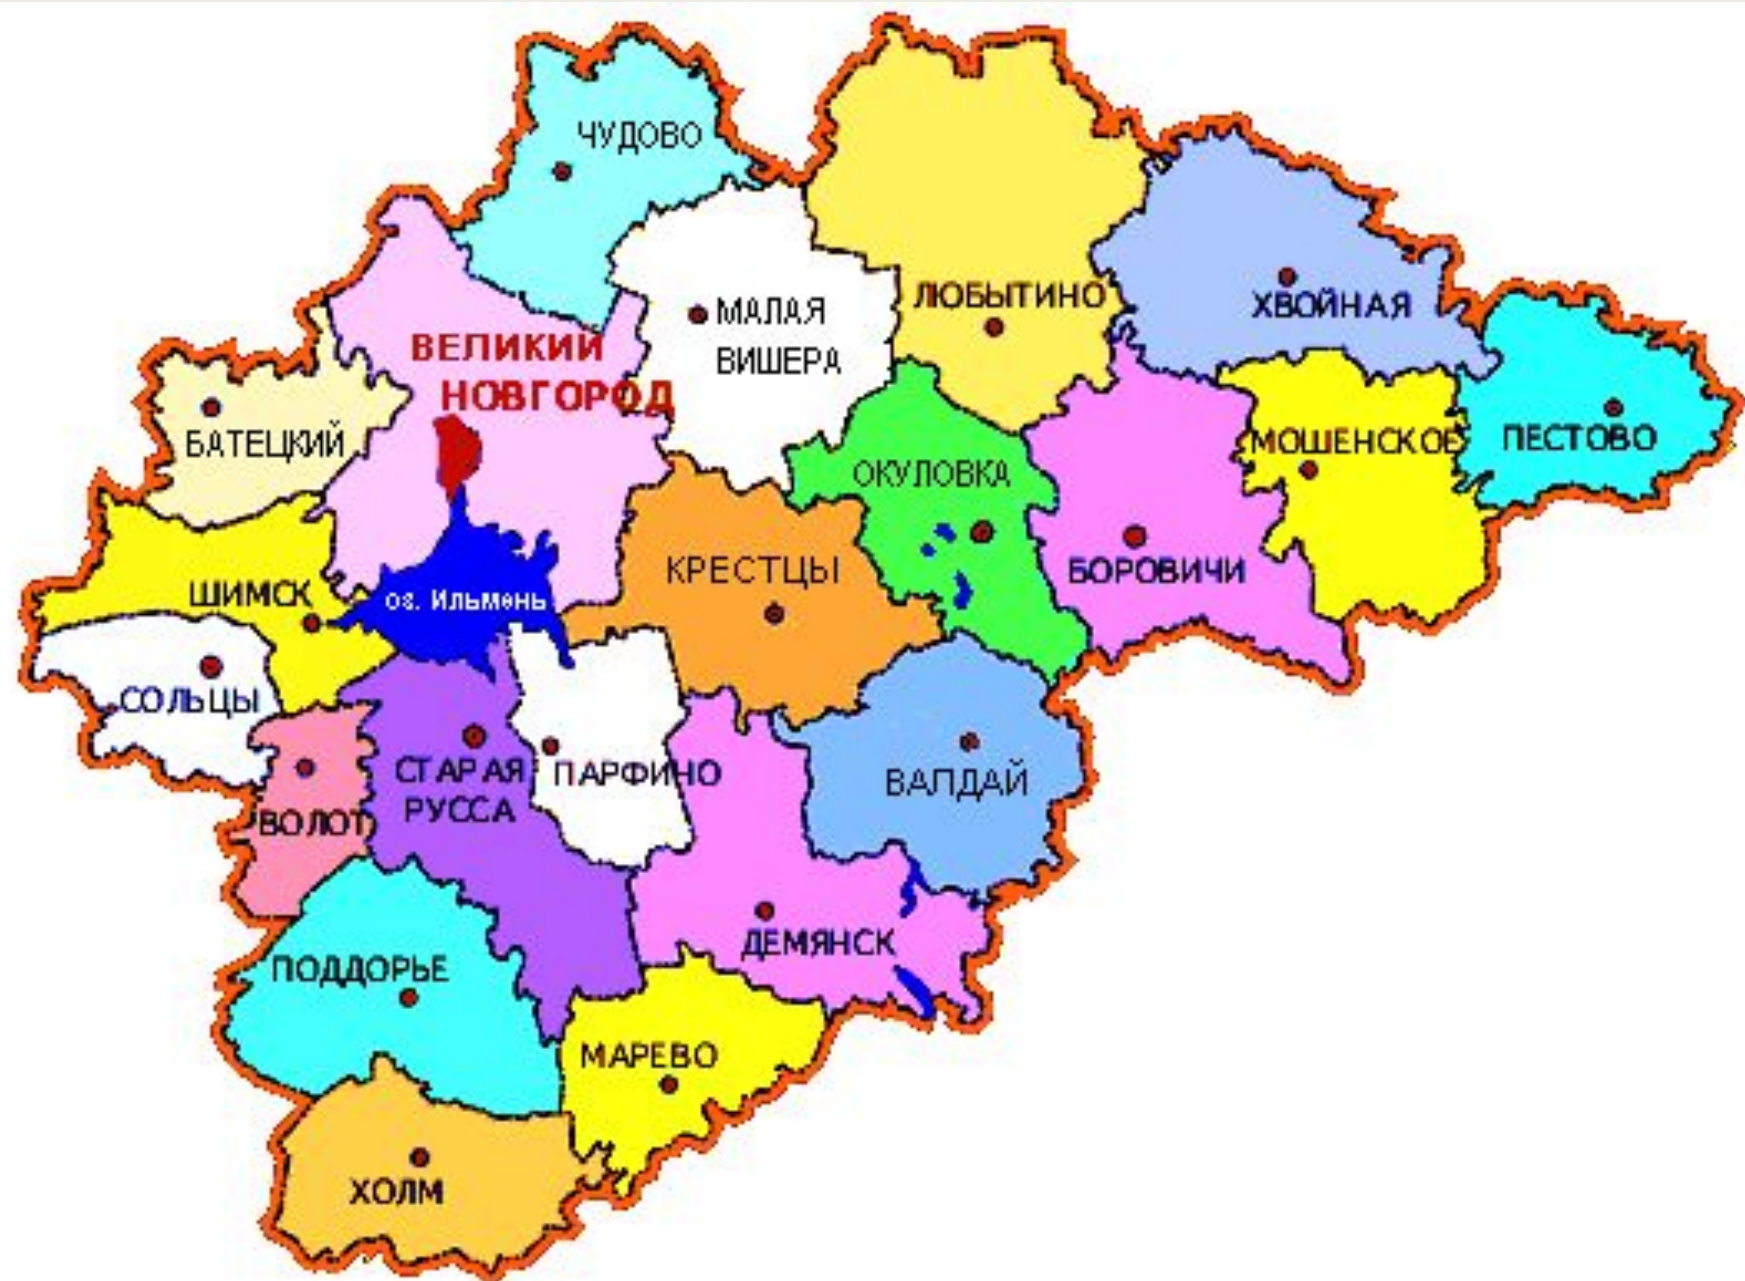 ЧУДОВО
ЛЮБЫТИНО
ХВОЙНАЯ
МАЛАЯ
ВИШЕРА
ВЕЛИКИЙ
НОВГОРОД
БАТЕЦКИЙ
МОШЕНСКОЕ
ПЕСТОВО
ОКУЛОВКА
КРЕСТЦЫ
БОРОВИЧИ
ШИМСК
оз. Ильмень
СОЛЬЦЫ
СТАРАЯ
РУССА
ПАРФИНО
ВАЛДАЙ
ВОЛОТ
ДЕМЯНСК
ПОДДОРЬЕ
МАРЕВО
ХОЛМ